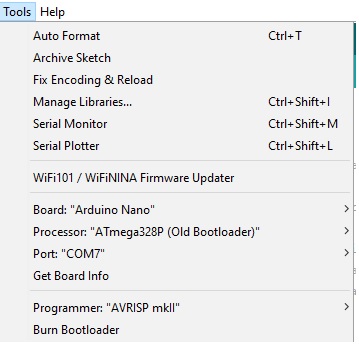 Tools Help
Auto Format Ctrl+T
Archive Sketch
Fix Encoding & Reload
Manage Libraries... Ctrl+Shift+I
Serial Monitor Ctrl+Shift+M
Serial Plotter Ctrl+Shift+L
WiFi101 / WiFiNINA Firmware Updater
Board: "Arduino Nano"
Processor: "ATmega328P (Old Bootloader)"
Port: "COM7"
Get Board Info
Programmer: "AVRISP mkII"
Burn Bootloader